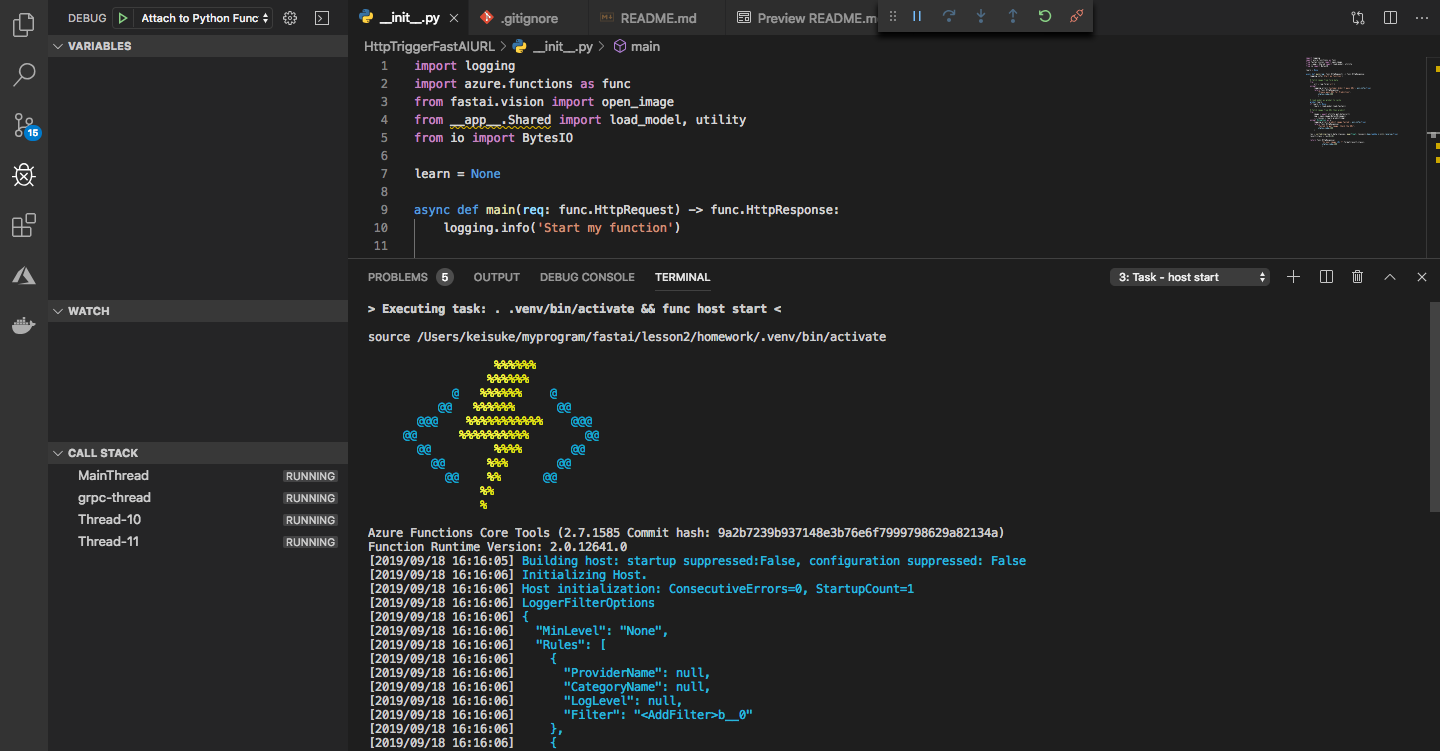 DEBUG Attach to Python Func
__init__.py
.gitignore
README.md
Preview README.m
15
VARIABLES
WATCH
CALL STACK
MainThread RUNNING
grpc-thread RUNNING
Thread-10 RUNNING
Thread-11 RUNNING
HttpTriggerFastAIURL > __init__.py > main
1 import logging
2 import azure.functions as func
3 from fastai.vision import open_image
4 from __app__.Shared import load_model, utility
5 from io import BytesIO
6
7 learn = None
8
9 async def main(req: func.HttpRequest) -> func.HttpResponse:
10 logging.info('Start my function')
11
PROBLEMS 5 OUTPUT DEBUG CONSOLE TERMINAL 3: Task - host start
> Executing task: . .venv/bin/activate && func host start <
source /Users/keisuke/myprogram/fastai/lesson2/homework/.venv/bin/activate
%%%%%%
%%%%%%
@ %%%%%% @
@@ %%%%%% @@
@@@ %%%%%%%%%%% @@@
@@ %%%%%%%%%% @@
@@ %%%% @@
@@ %%% @@
@@ %% @@
%%
%
Azure Functions Core Tools (2.7.1585 Commit hash: 9a2b7239b937148e3b76e6f7999798629a82134a)
Function Runtime Version: 2.0.12641.0
[2019/09/18 16:16:05] Building host: startup suppressed:False, configuration suppressed: False
[2019/09/18 16:16:06] Initializing Host.
[2019/09/18 16:16:06] Host initialization: ConsecutiveErrors=0, StartupCount=1
[2019/09/18 16:16:06] LoggerFilterOptions
[2019/09/18 16:16:06] {
[2019/09/18 16:16:06] "MinLevel": "None",
[2019/09/18 16:16:06] "Rules": [
[2019/09/18 16:16:06] {
[2019/09/18 16:16:06] "ProviderName": null,
[2019/09/18 16:16:06] "CategoryName": null,
[2019/09/18 16:16:06] "LogLevel": null,
[2019/09/18 16:16:06] "Filter": "<AddFilter>b__0"
[2019/09/18 16:16:06] },
[2019/09/18 16:16:06] {